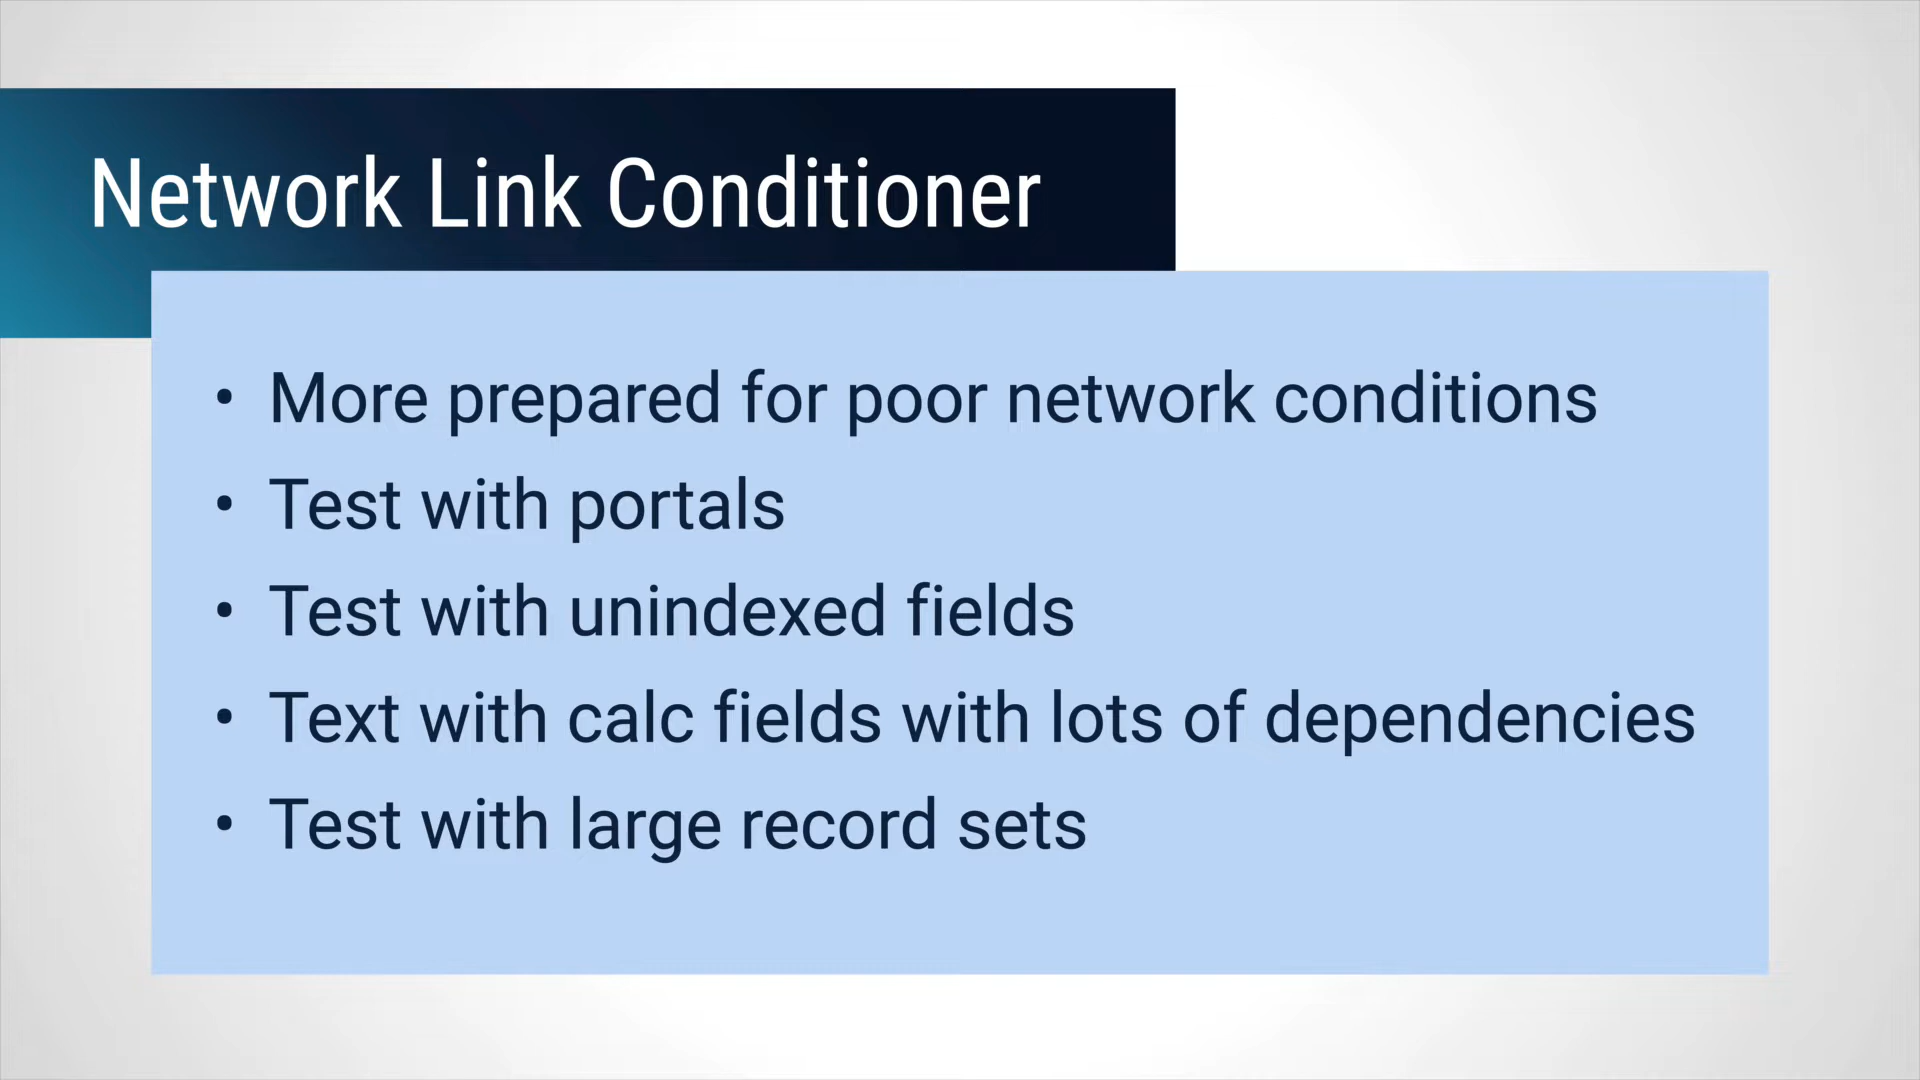 Network Link Conditioner
• More prepared for poor network conditions
• Test with portals
• Test with unindexed fields
• Text with calc fields with lots of dependencies
• Test with large record sets